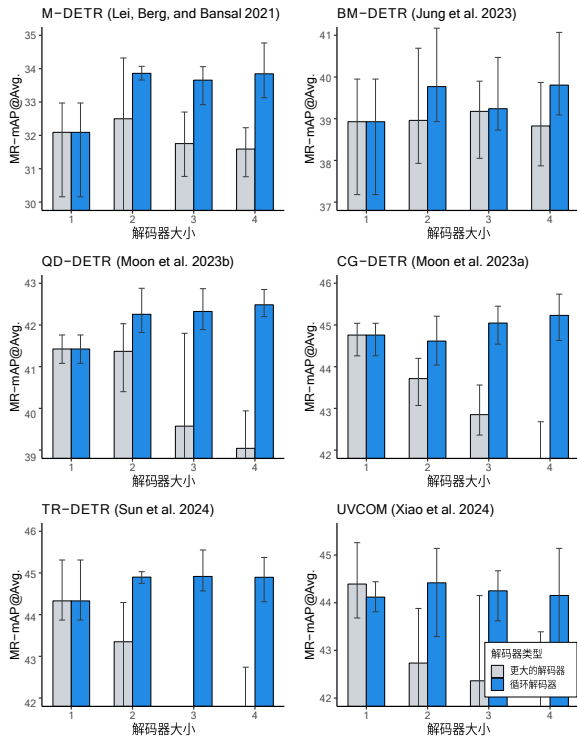 M−DETR (Lei, Berg, and Bansal 2021)
MR−mAP@Avg.
35
34
33
32
31
30
1
2
3
4
解码器大小
BM−DETR (Jung et al. 2023)
MR−mAP@Avg.
41
40
39
38
37
1
2
3
4
解码器大小
QD−DETR (Moon et al. 2023b)
MR−mAP@Avg.
43
42
41
40
39
1
2
3
4
解码器大小
CG−DETR (Moon et al. 2023a)
MR−mAP@Avg.
46
45
44
43
42
1
2
3
4
解码器大小
TR−DETR (Sun et al. 2024)
MR−mAP@Avg.
46
45
44
43
42
1
2
3
4
解码器大小
UVCOM (Xiao et al. 2024)
MR−mAP@Avg.
45
44
43
42
1
2
3
4
解码器大小
解码器类型
更大的解码器
循环解码器